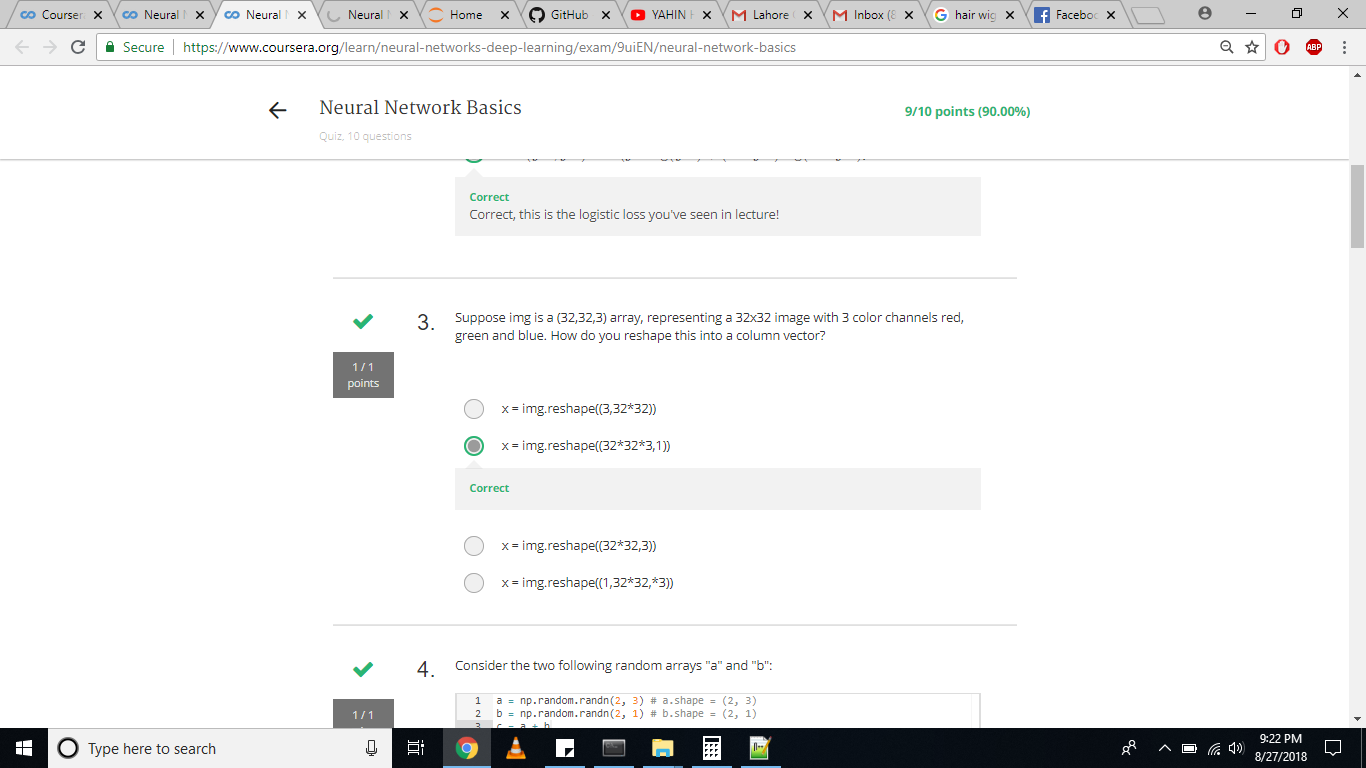 Courser
Neural
Neural
Neural
Home
GitHub
YAHIN
Lahore
Inbox (8
hair wig
Faceboc
Secure https://www.coursera.org/learn/neural-networks-deep-learning/exam/9uiEN/neural-network-basics
ABP
Neural Network Basics
9/10 points (90.00%)
Quiz, 10 questions
Correct
Correct, this is the logistic loss you've seen in lecture!
3. Suppose img is a (32,32,3) array, representing a 32x32 image with 3 color channels red,
green and blue. How do you reshape this into a column vector?
1 / 1
points
x = img.reshape((3,32*32))
x = img.reshape((32*32*3,1))
Correct
x = img.reshape((32*32,3))
x = img.reshape((1,32*32,*3))
4. Consider the two following random arrays "a" and "b":
1 / 1
1 a = np.random.randn(2, 3) # a.shape = (2, 3)
2 b = np.random.randn(2, 1) # b.shape = (2, 1)
3 c = a + b
Type here to search
9:22 PM
8/27/2018